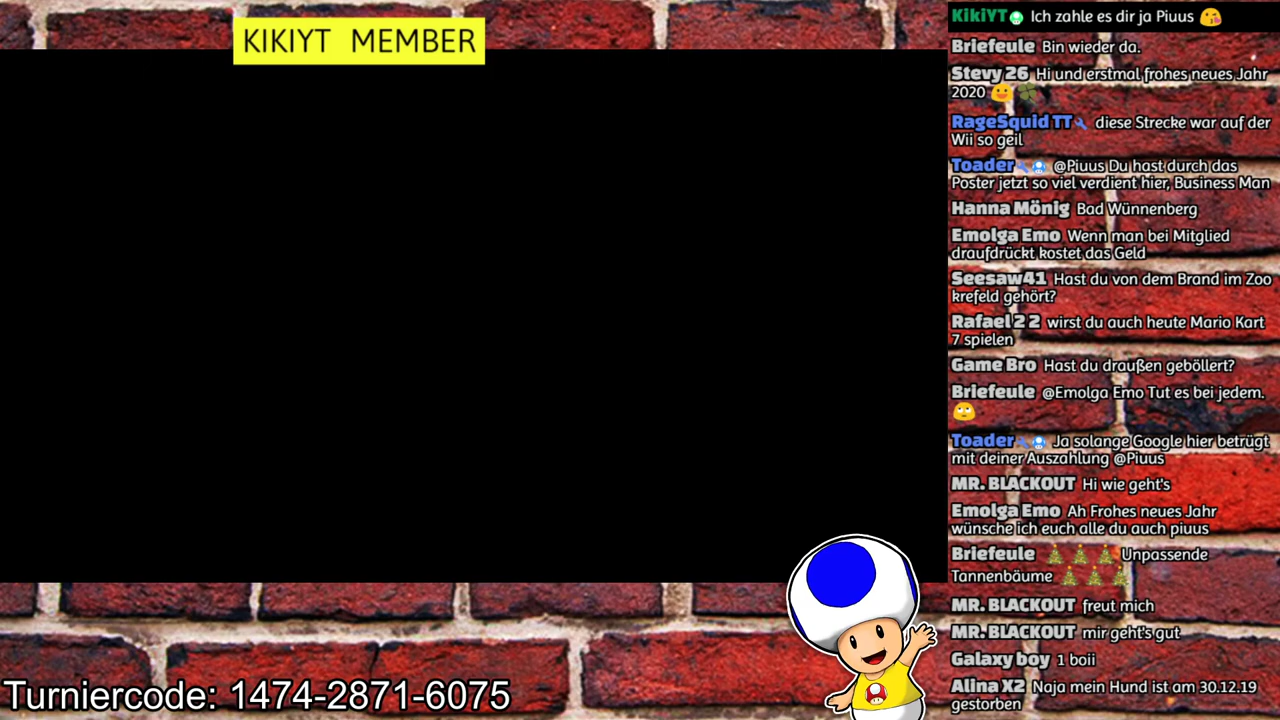 KIKIYT MEMBER
KikiYT Ich zahle es dir ja Piuus 😘
Briefeule Bin wieder da.
Stevy 26 Hi und erstmal frohes neues Jahr
2020 😀 🍀
RageSquid TT diese Strecke war auf der
Wii so geil
Toader @Piuus Du hast durch das
Poster jetzt so viel verdient hier, Business Man
Hanna Mönig Bad Wünnenberg
Emolga Emo Wenn man bei Mitglied
draufdrückt kostet das Geld
Seesaw41 Hast du von dem Brand im Zoo
krefeld gehört?
Rafael 2 2 wirst du auch heute Mario Kart
7 spielen
Game Bro Hast du draußen geböllert?
Briefeule @Emolga Emo Tut es bei jedem.
🙄
Toader Ja solange Google hier betrügt
mit deiner Auszahlung @Piuus
MR. BLACKOUT Hi wie geht's
Emolga Emo Ah Frohes neues Jahr
wünsche ich euch alle du auch piuus
Briefeule 🎄🎄🎄 Unpassende
Tannenbäume 🎄🎄🎄
MR. BLACKOUT freut mich
MR. BLACKOUT mir geht's gut
Galaxy boy 1 boii
Alina X2 Naja mein Hund ist am 30.12.19
gestorben
Turniercode: 1474-2871-6075